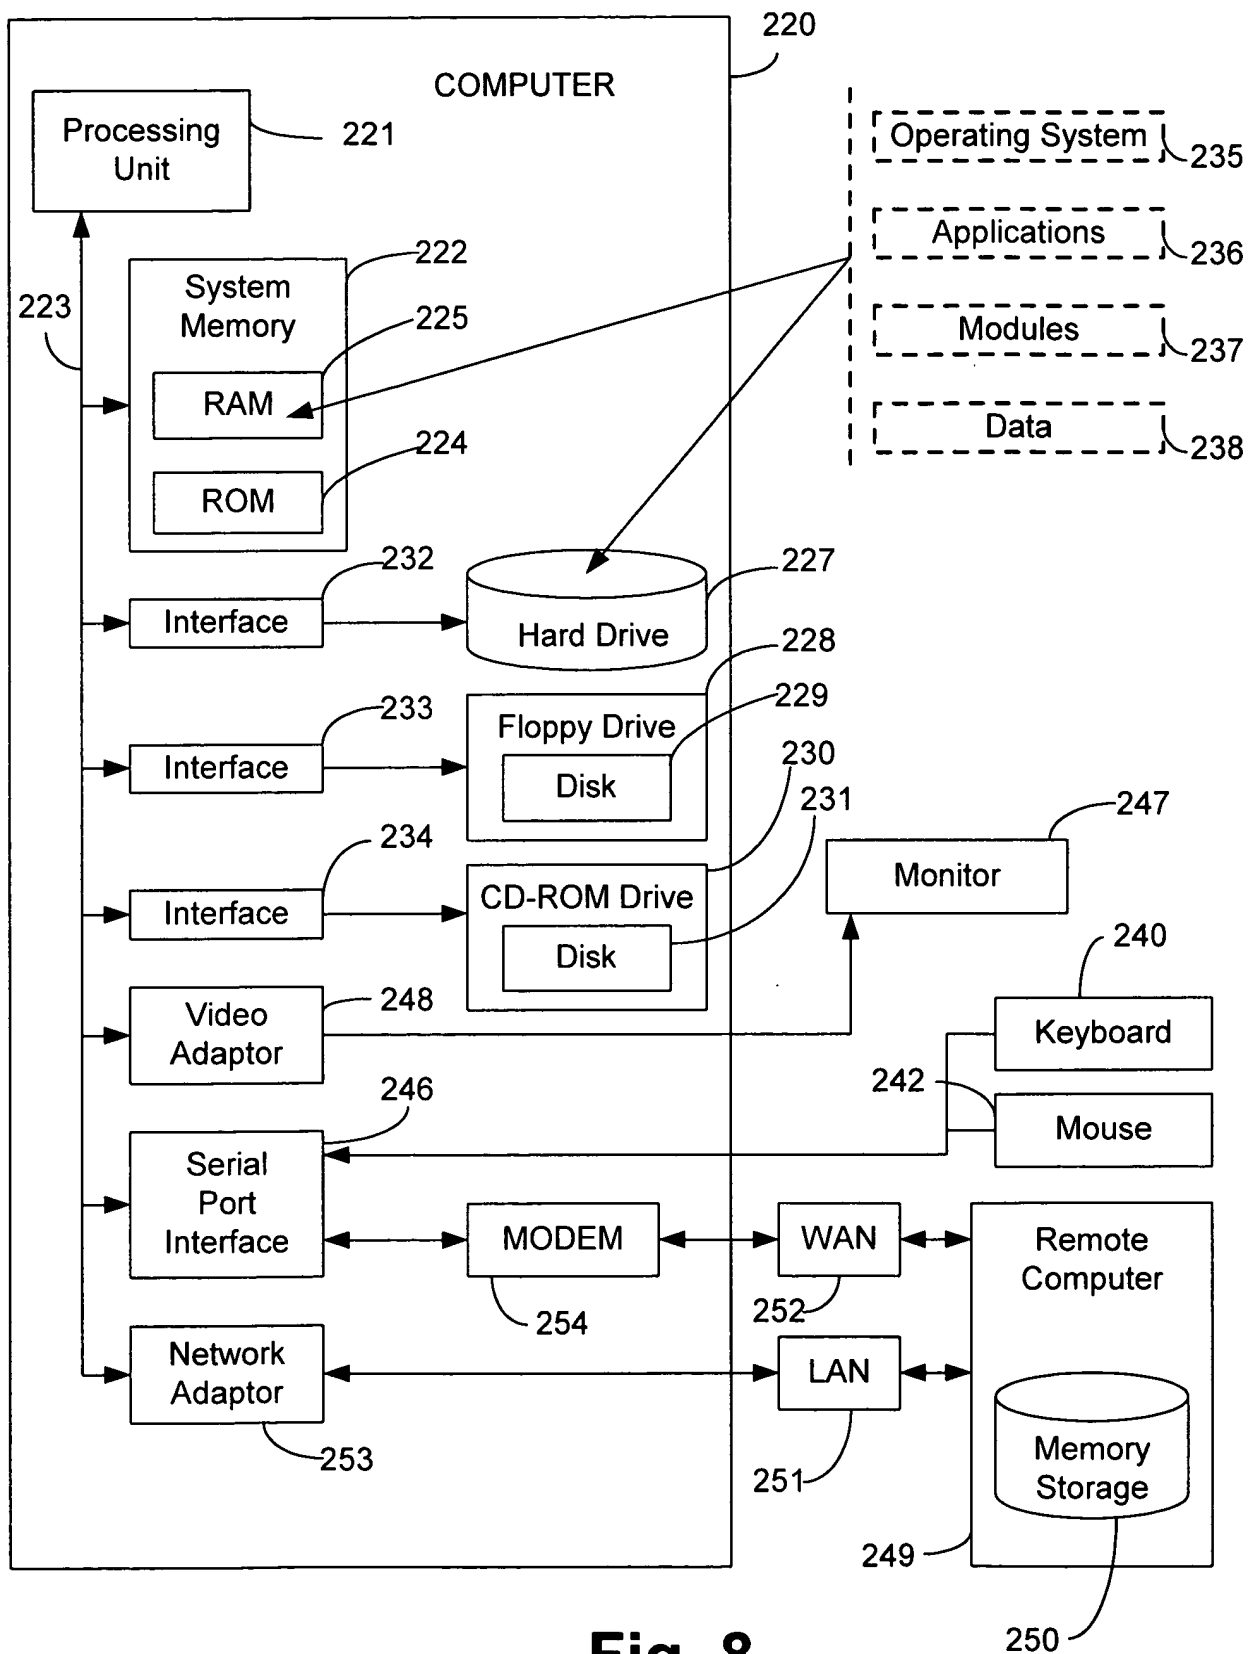 220
COMPUTER
Processing
Unit
221
Operating System
235
Applications
236
Modules
237
Data
238
223
System
Memory
222
225
RAM
224
ROM
232
Interface
Hard Drive
227
228
233
Interface
Floppy Drive
229
Disk
230
231
234
Interface
CD-ROM Drive
Disk
247
Monitor
248
Video
Adaptor
240
Keyboard
242
Mouse
246
Serial
Port
Interface
MODEM
254
WAN
252
Remote
Computer
Network
Adaptor
253
LAN
251
Memory
Storage
249
250
Fig. 8